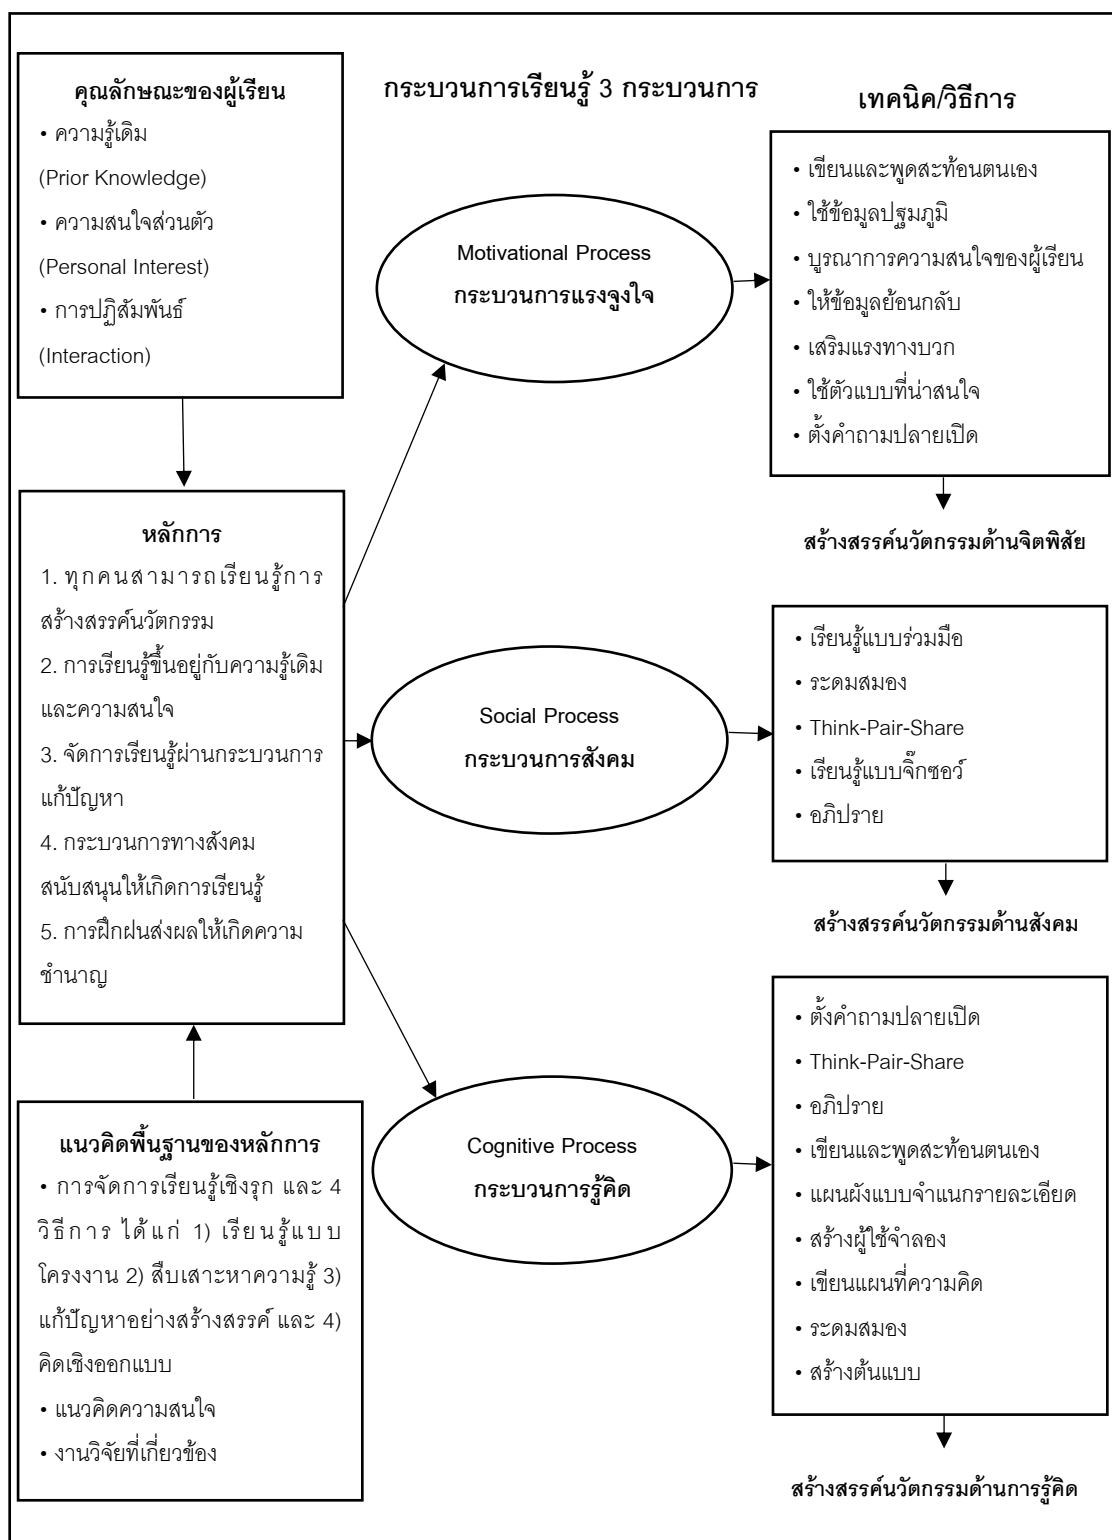 คุณลักษณะของผู้เรียน
• ความรู้เดิม
(Prior Knowledge)
• ความสนใจส่วนตัว
(Personal Interest)
• การปฏิสัมพันธ์
(Interaction)
หลักการ
1. ทุกคนสามารถเรียนรู้การ
สร้างสรรค์นวัตกรรม
2. การเรียนรู้ขึ้นอยู่กับความรู้เดิม
และความสนใจ
3. จัดการเรียนรู้ผ่านกระบวนการ
แก้ปัญหา
4. กระบวนการทางสังคม
สนับสนุนให้เกิดการเรียนรู้
5. การฝึกฝนส่งผลให้เกิดความ
ชำนาญ
แนวคิดพื้นฐานของหลักการ
• การจัดการเรียนรู้เชิงรุก และ 4
วิธีการ ได้แก่ 1) เรียนรู้แบบ
โครงงาน 2) สืบเสาะหาความรู้ 3)
แก้ปัญหาอย่างสร้างสรรค์ และ 4)
คิดเชิงออกแบบ
• แนวคิดความสนใจ
• งานวิจัยที่เกี่ยวข้อง
กระบวนการเรียนรู้ 3 กระบวนการ
Motivational Process
กระบวนการแรงจูงใจ
Social Process
กระบวนการสังคม
Cognitive Process
กระบวนการรู้คิด
เทคนิค/วิธีการ
• เขียนและพูดสะท้อนตนเอง
• ใช้ข้อมูลปฐมภูมิ
• บูรณาการความสนใจของผู้เรียน
• ให้ข้อมูลย้อนกลับ
• เสริมแรงทางบวก
• ใช้ตัวแบบที่น่าสนใจ
• ตั้งคำถามปลายเปิด
สร้างสรรค์นวัตกรรมด้านจิตพิสัย
• เรียนรู้แบบร่วมมือ
• ระดมสมอง
• Think-Pair-Share
• เรียนรู้แบบจิ๊กซอว์
• อภิปราย
สร้างสรรค์นวัตกรรมด้านสังคม
• ตั้งคำถามปลายเปิด
• Think-Pair-Share
• อภิปราย
• เขียนและพูดสะท้อนตนเอง
• แผนผังแบบจำแนกรายละเอียด
• สร้างผู้ใช้จำลอง
• เขียนแผนที่ความคิด
• ระดมสมอง
• สร้างต้นแบบ
สร้างสรรค์นวัตกรรมด้านการรู้คิด